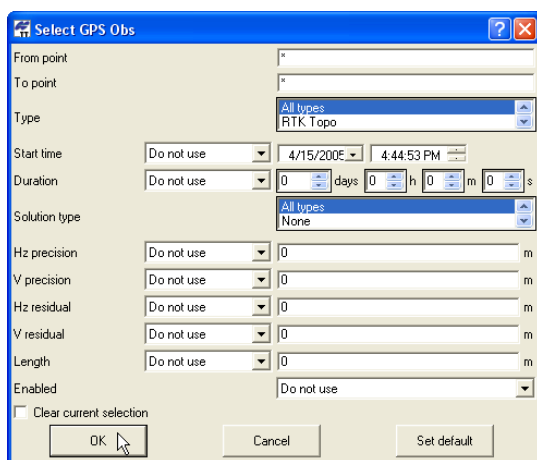 Select GPS Obs
From point *
To point *
Type All types
RTK Topo
Start time Do not use 4/15/2005 4:44:53 PM
Duration Do not use 0 days 0 h 0 m 0 s
Solution type All types
None
Hz precision Do not use 0 m
V precision Do not use 0 m
Hz residual Do not use 0 m
V residual Do not use 0 m
Length Do not use 0 m
Enabled Do not use
Clear current selection
OK Cancel Set default